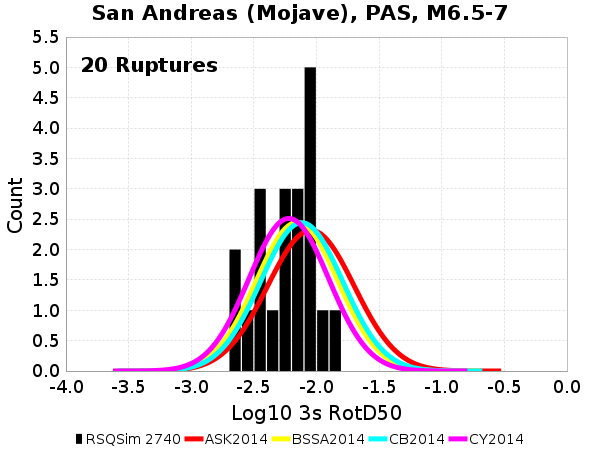 San Andreas (Mojave), PAS, M6.5-7
20 Ruptures
Count
5.5
5.0
4.5
4.0
3.5
3.0
2.5
2.0
1.5
1.0
0.5
0.0
-4.0 -3.5 -3.0 -2.5 -2.0 -1.5 -1.0 -0.5 0.0
Log10 3s RotD50
RSQSim 2740 ASK2014 BSSA2014 CB2014 CY2014